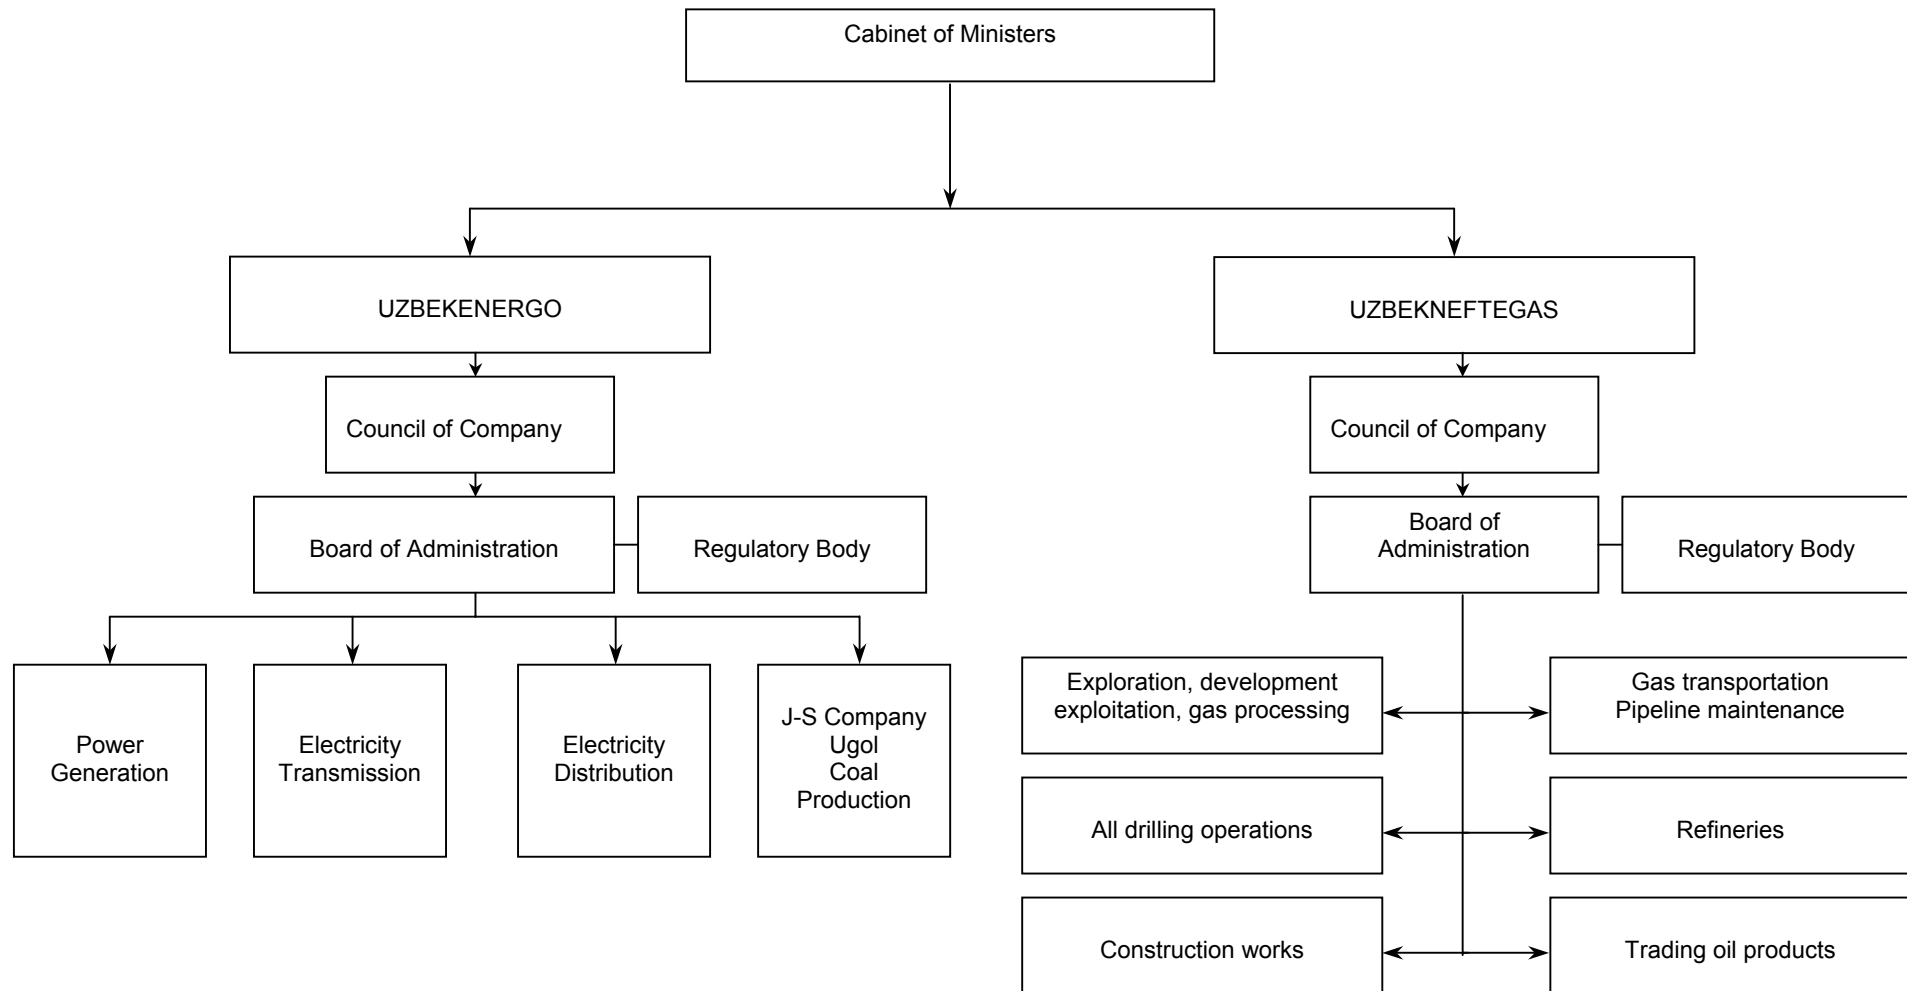 Cabinet of Ministers
UZBEKENERGO
UZBEKNEFTEGAS
Council of Company
Council of Company
Board of Administration
Regulatory Body
Board of
Administration
Regulatory Body
Power
Generation
Electricity
Transmission
Electricity
Distribution
J-S Company
Ugol
Coal
Production
Exploration, development
exploitation, gas processing
Gas transportation
Pipeline maintenance
All drilling operations
Refineries
Construction works
Trading oil products